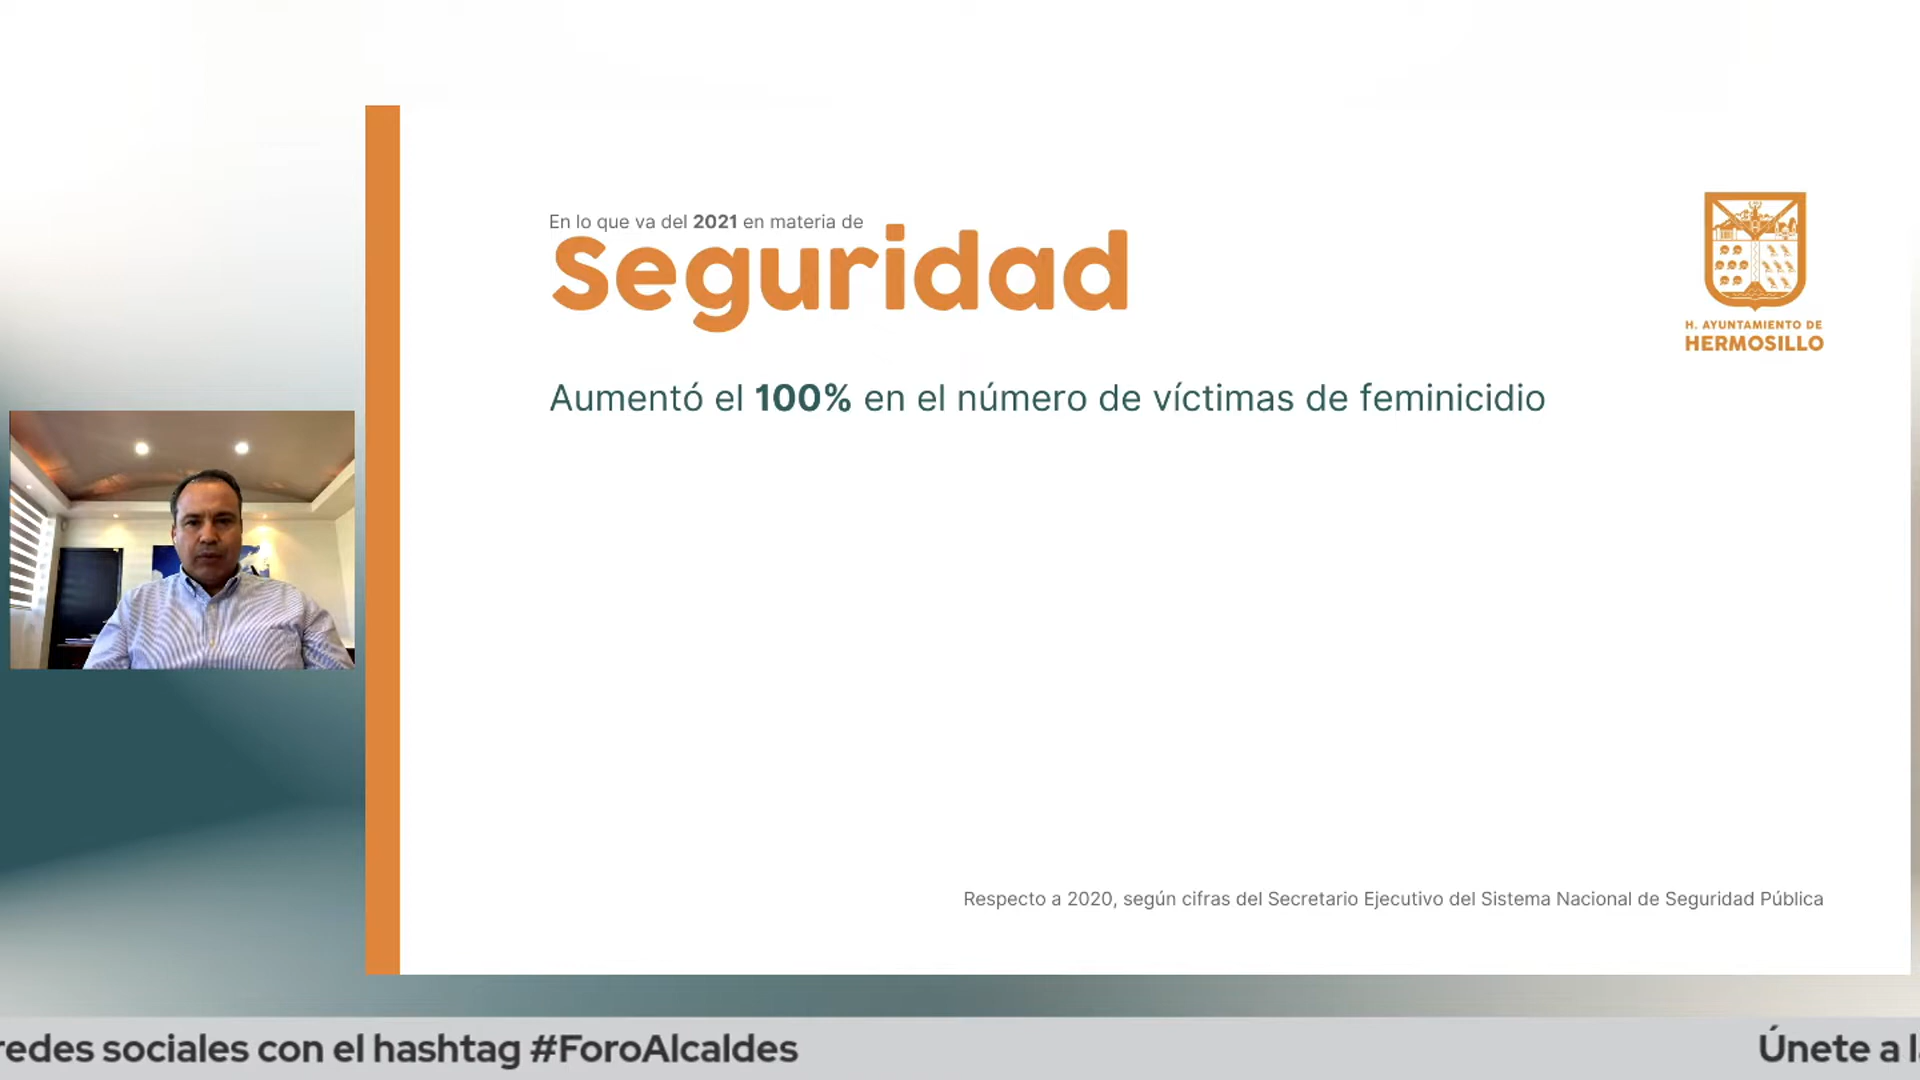 En lo que va del 2021 en materia de
Seguridad
H. AYUNTAMIENTO DE
HERMOSILLO
Aumentó el 100% en el número de víctimas de feminicidio
Respecto a 2020, según cifras del Secretario Ejecutivo del Sistema Nacional de Seguridad Pública
redes sociales con el hashtag #ForoAlcaldes
Únete a la